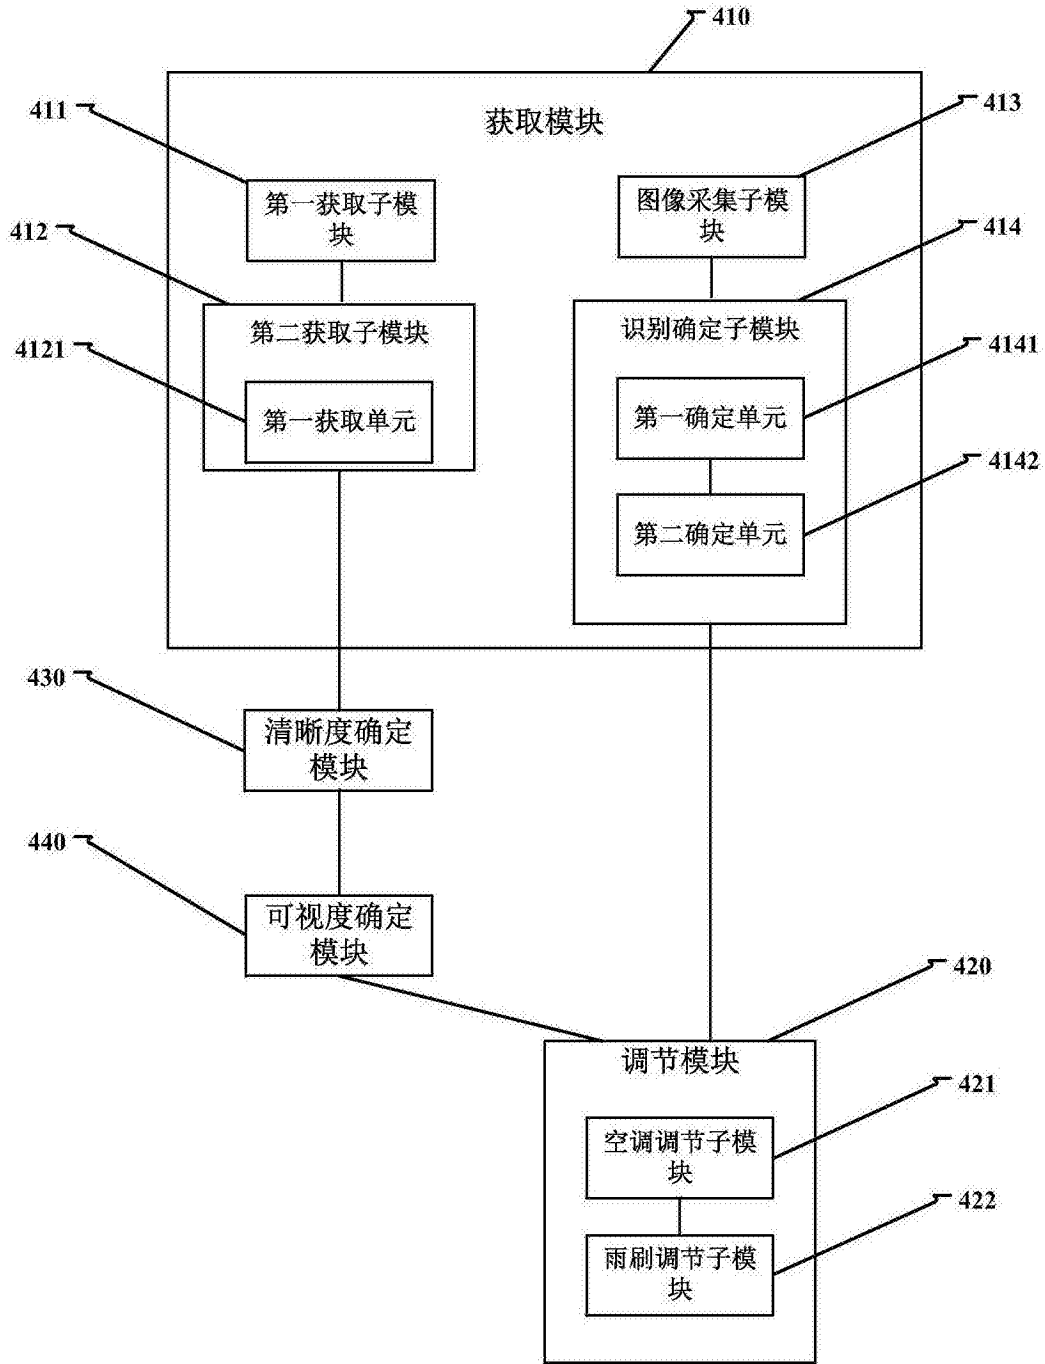 410
411
获取模块
413
第一获取子模
块
图像采集子模
块
412
414
第二获取子模块
识别确定子模块
4121
4141
第一获取单元
第一确定单元
4142
第二确定单元
430
清晰度确定
模块
440
可视度确定
模块
420
调节模块
421
空调调节子模
块
422
雨刷调节子模
块